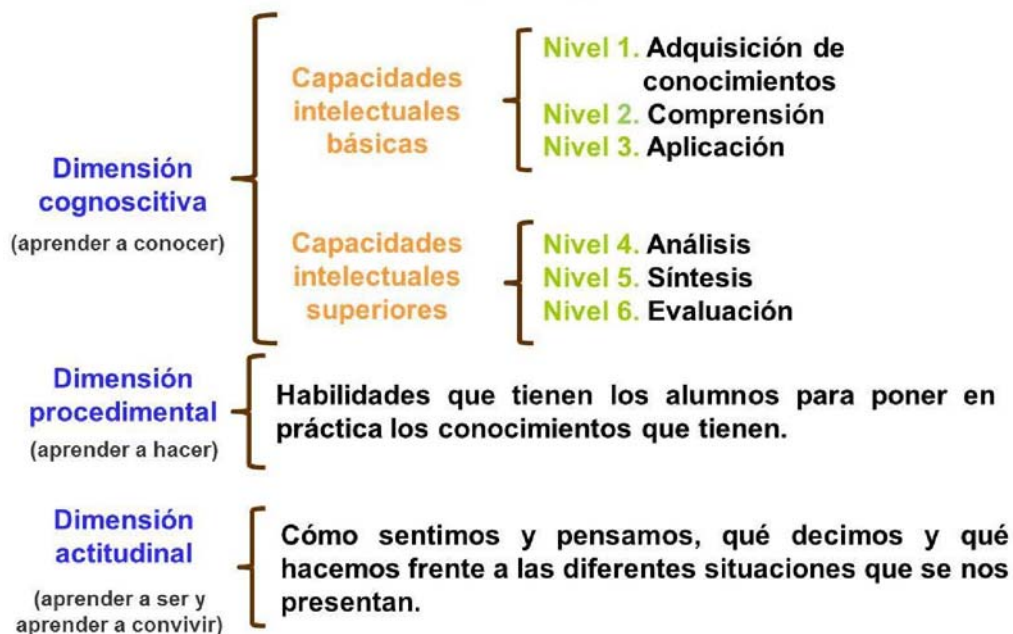 Dimensión
cognoscitiva
(aprender a conocer)
Capacidades
intelectuales
básicas
Nivel 1. Adquisición de
conocimientos
Nivel 2. Comprensión
Nivel 3. Aplicación
Capacidades
intelectuales
superiores
Nivel 4. Análisis
Nivel 5. Síntesis
Nivel 6. Evaluación
Dimensión
procedimental
(aprender a hacer)
Habilidades que tienen los alumnos para poner en
práctica los conocimientos que tienen.
Dimensión
actitudinal
(aprender a ser y
aprender a convivir)
Cómo sentimos y pensamos, qué decimos y qué
hacemos frente a las diferentes situaciones que se nos
presentan.